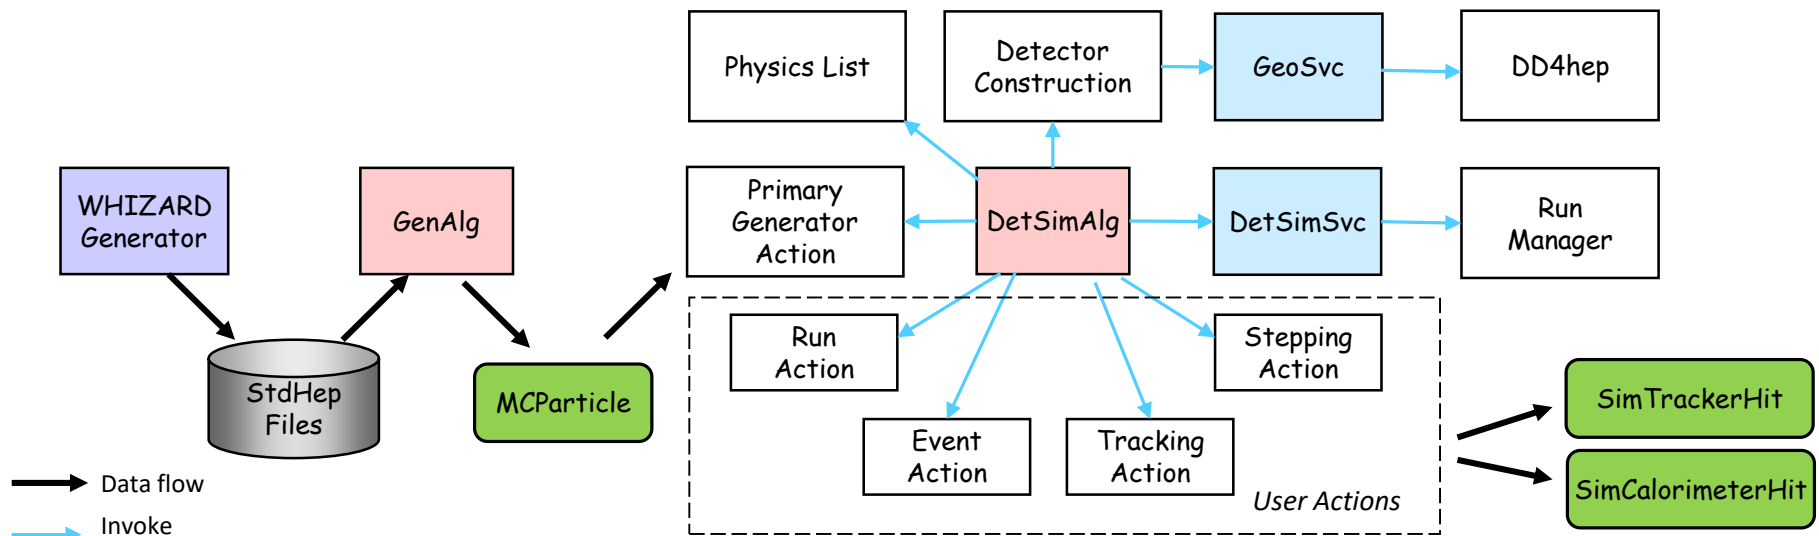 Physics List
Detector
Construction
GeoSvc
DD4hep
WHIZARD
Generator
GenAlg
Primary
Generator
Action
DetSimAlg
DetSimSvc
Run
Manager
StdHep
Files
MCParticle
Run
Action
Stepping
Action
Event
Action
Tracking
Action
User Actions
SimTrackerHit
SimCalorimeterHit
Data flow
Invoke